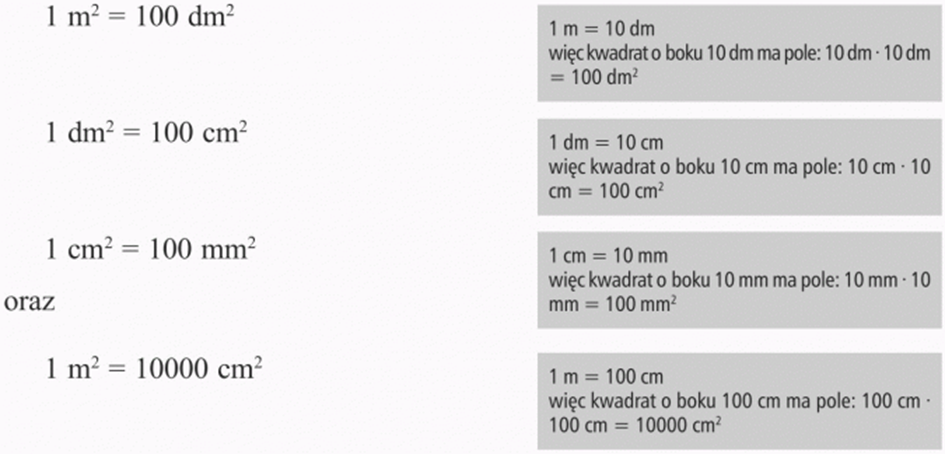 1 m² = 100 dm²
1 m = 10 dm
więc kwadrat o boku 10 dm ma pole: 10 dm · 10 dm
= 100 dm²
1 dm² = 100 cm²
1 dm = 10 cm
więc kwadrat o boku 10 cm ma pole: 10 cm · 10
cm = 100 cm²
1 cm² = 100 mm²
1 cm = 10 mm
więc kwadrat o boku 10 mm ma pole: 10 mm · 10
mm = 100 mm²
oraz
1 m² = 10000 cm²
1 m = 100 cm
więc kwadrat o boku 100 cm ma pole: 100 cm ·
100 cm = 10000 cm²